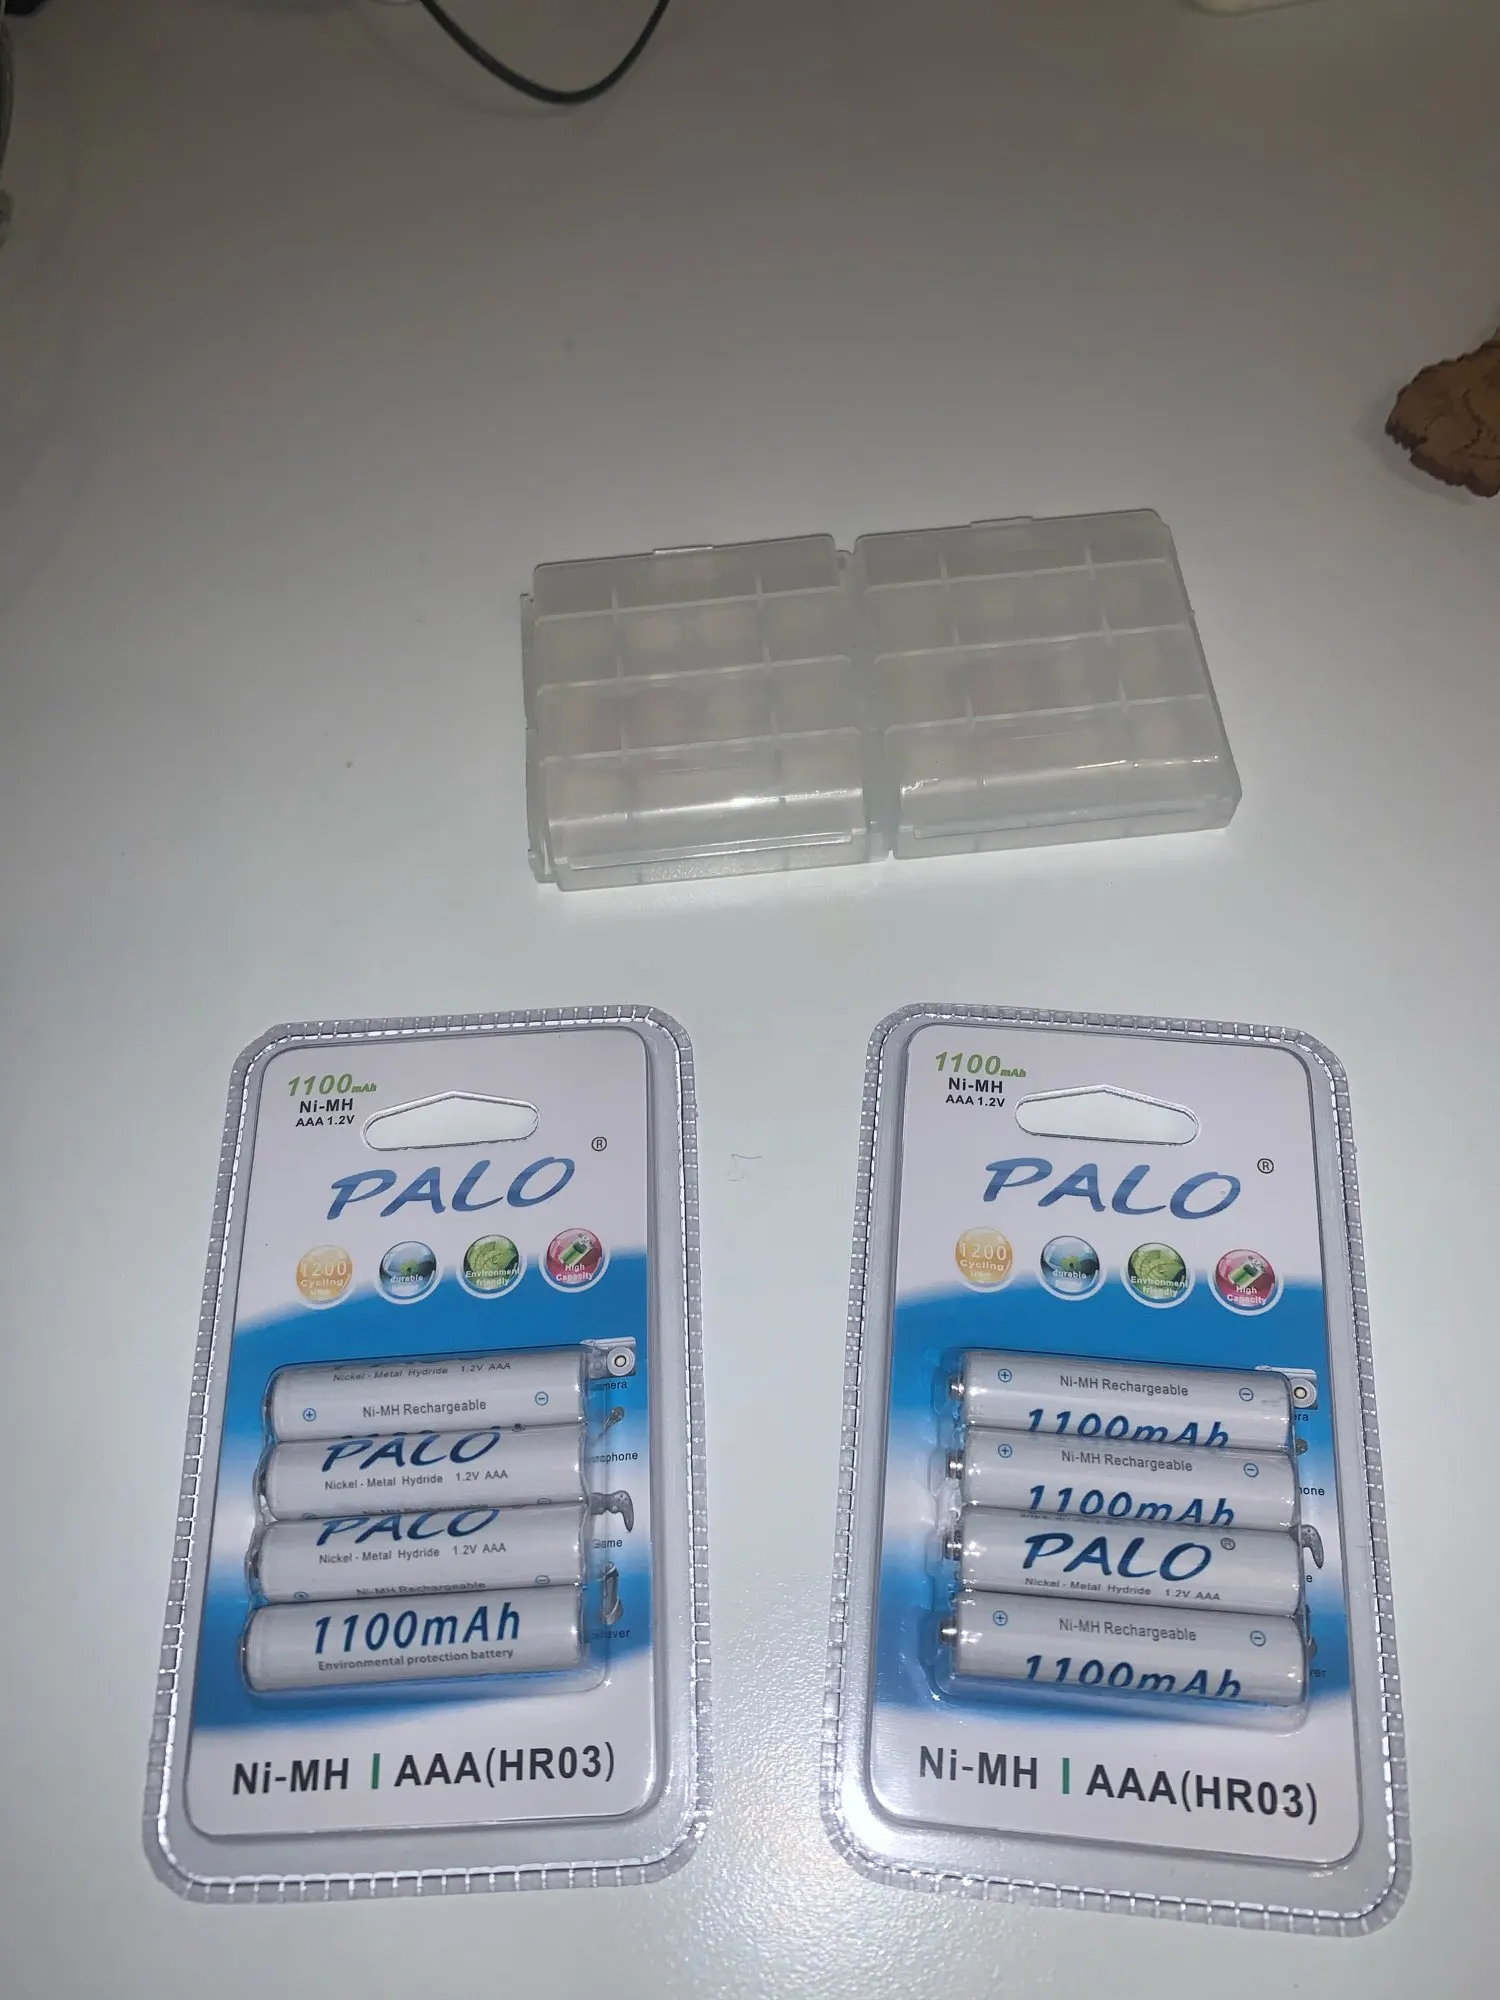 1100mAh
Ni-MH
AAA 1.2V
PALO®
1200
Cycling/
durable
Environment
friendly
High
Capacity
Nickel - Metal Hydride 1.2V AAA
Ni-MH Rechargeable
PALO
Nickel - Metal Hydride 1.2V AAA
PALO
Nickel - Metal Hydride 1.2V AAA
Ni-MH Rechargeable
1100mAh
Environmental protection battery
Ni-MH | AAA(HR03)
1100mAh
Ni-MH
AAA 1.2V
PALO®
1200
Cycling/
durable
Environment
friendly
High
Capacity
Ni-MH Rechargeable
1100mAh
Ni-MH Rechargeable
1100mAh
PALO®
Nickel - Metal Hydride 1.2V AAA
Ni-MH Rechargeable
1100mAh
Ni-MH | AAA(HR03)